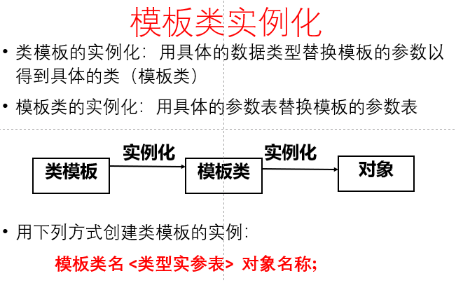 模板类实例化
• 类模板的实例化：用具体的数据类型替换模板的参数以
得到具体的类（模板类）
• 模板类的实例化：用具体的参数表替换模板的参数表
实例化 实例化
类模板 模板类 对象
• 用下列方式创建类模板的实例：
模板类名 <类型实参表> 对象名称;